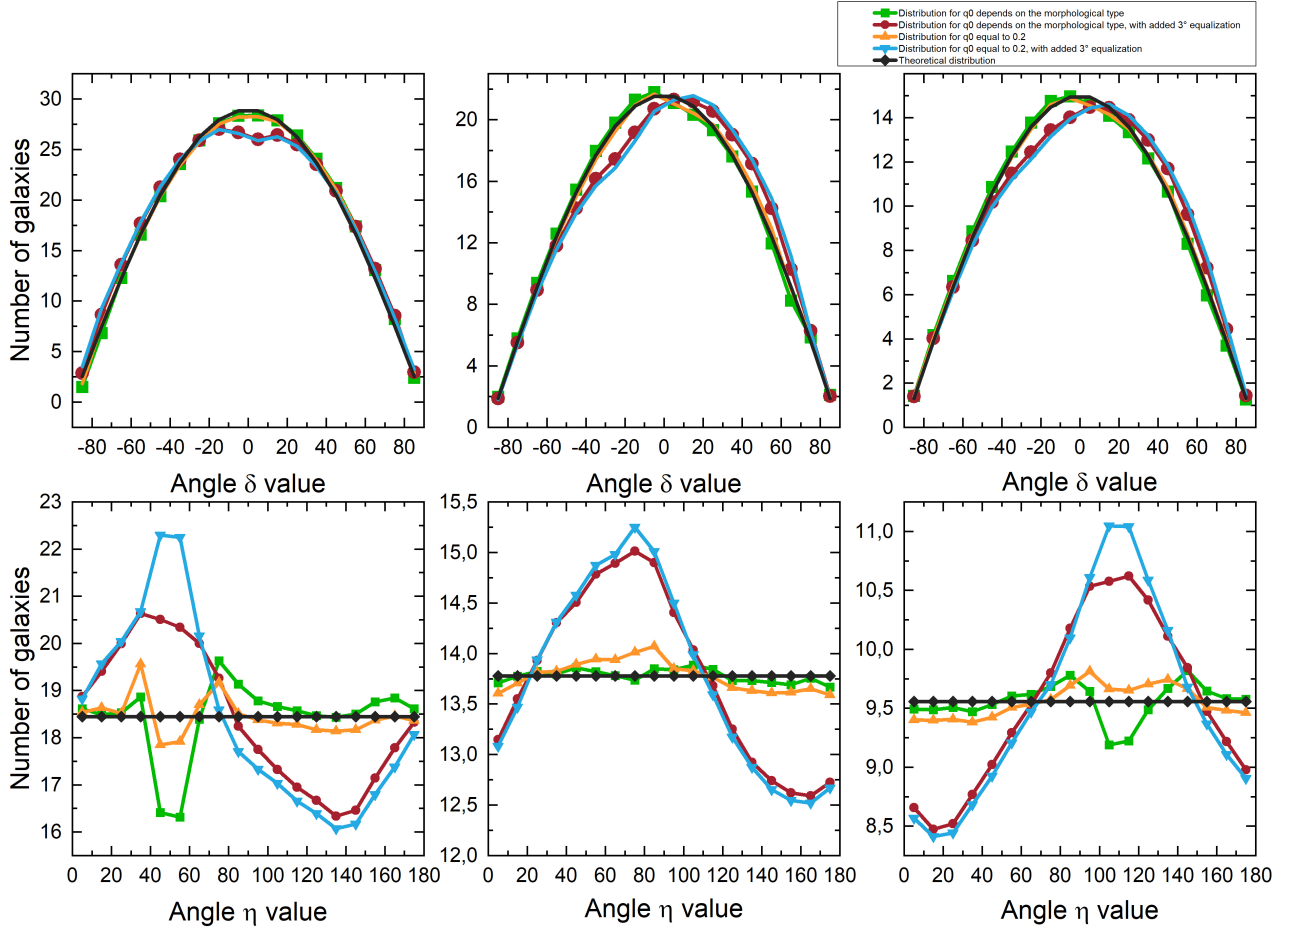 Distribution for q0 depends on the morphological type
Distribution for q0 depends on the morphological type, with added 3° equalization
Distribution for q0 equal to 0.2
Distribution for q0 equal to 0.2, with added 3° equalization
Theoretical distribution
Number of galaxies
30
25
20
15
10
5
0
-80 -60 -40 -20 0 20 40 60 80
Angle δ value
20
16
12
8
4
0
-80 -60 -40 -20 0 20 40 60 80
Angle δ value
14
12
10
8
6
4
2
0
-80 -60 -40 -20 0 20 40 60 80
Angle δ value
Number of galaxies
23
22
21
20
19
18
17
16
0 20 40 60 80 100 120 140 160 180
Angle η value
15,5
15,0
14,5
14,0
13,5
13,0
12,5
12,0
0 20 40 60 80 100 120 140 160 180
Angle η value
11,0
10,5
10,0
9,5
9,0
8,5
0 20 40 60 80 100 120 140 160 180
Angle η value